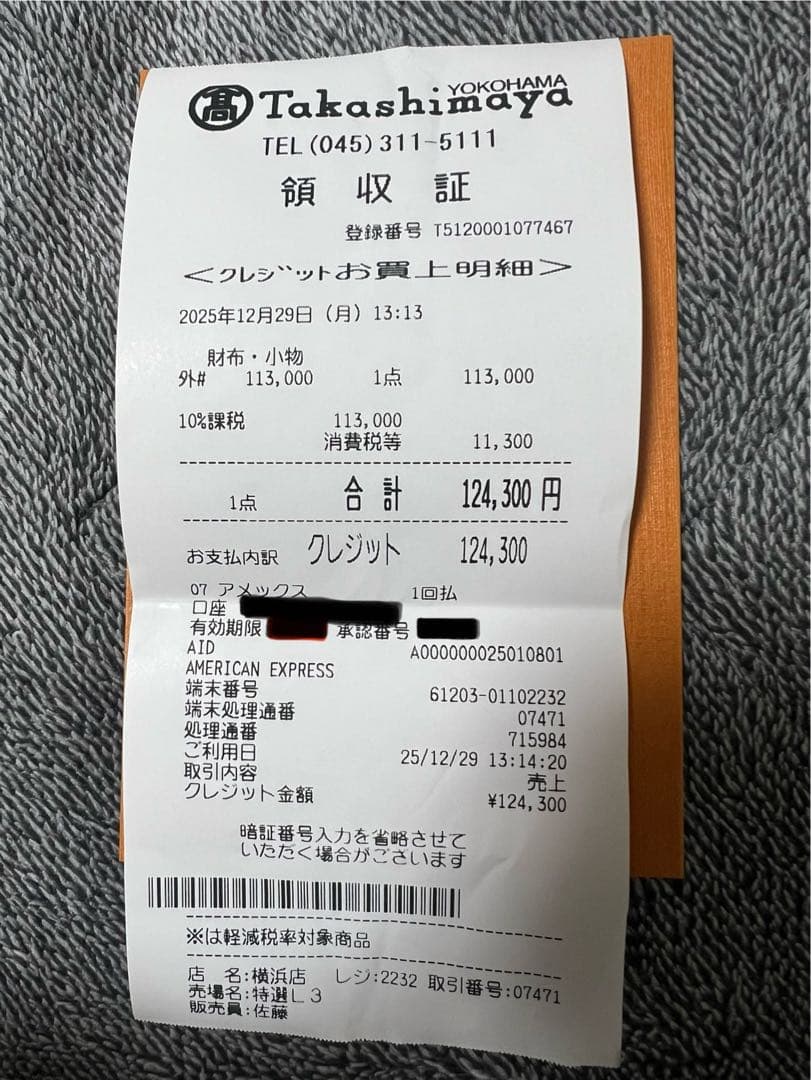 髙 Takashimaya YOKOHAMA
TEL(045)311-5111
領 収 証
登録番号 T5120001077467
<クレジットお買上明細>
2025年12月29日(月) 13:13
財布・小物
外# 113,000 1点 113,000
10%課税 113,000
消費税等 11,300
1点 合 計 124,300 円
お支払内訳 クレジット 124,300
07 アメックス 1回払
口座
有効期限 承認番号
AID A000000025010801
AMERICAN EXPRESS
端末番号 61203-01102232
端末処理通番 07471
処理通番 715984
ご利用日 25/12/29 13:14:20
取引内容 売上
クレジット金額 ¥124,300
暗証番号入力を省略させて
いただく場合がございます
※は軽減税率対象商品
店 名:横浜店 レジ:2232 取引番号:07471
売場名:特選L3
販売員:佐藤